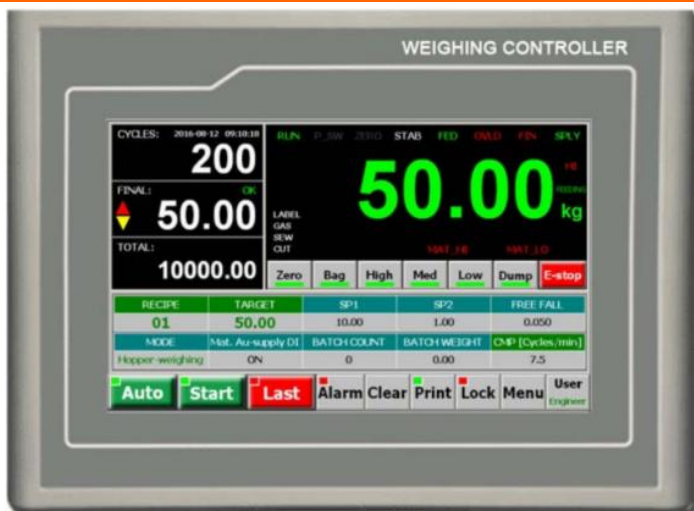 WEIGHING CONTROLLER
CYCLES: 2016-08-12 09:10:10
200
FINAL: OK
50.00
TOTAL:
10000.00
RUN P_SW ZERO STAB FED OVLD FIN SPLY
HI
50.00
FEEDING
kg
LABEL
GAS
SEW
CUT
MAT_HI MAT_LO
Zero Bag High Med Low Dump E-stop
RECIPE TARGET SP1 SP2 FREE FALL
01 50.00 10.00 1.00 0.050
MODE Mat. Au-supply DI BATCH COUNT BATCH WEIGHT CMP [Cycles/min]
Hopper-weighing ON 0 0.00 7.5
Auto Start Last Alarm Clear Print Lock Menu User
Engineer